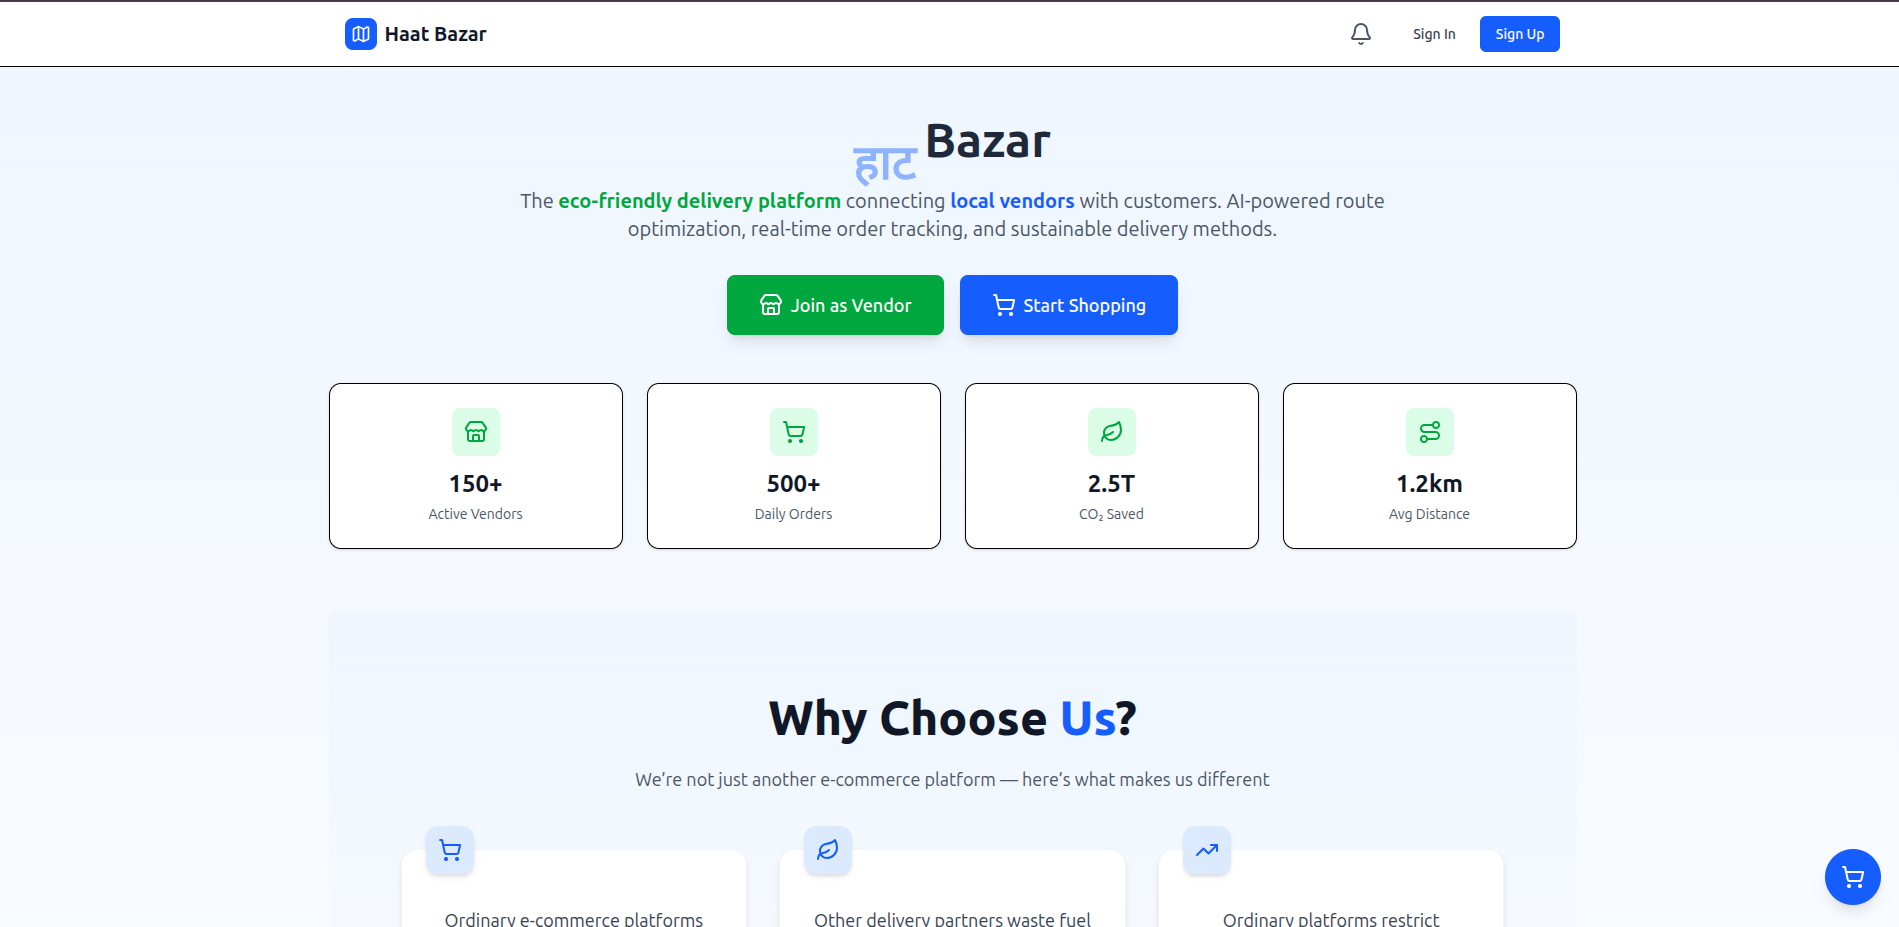 Haat Bazar
Sign In
Sign Up
हाट Bazar
The eco-friendly delivery platform connecting local vendors with customers. AI-powered route
optimization, real-time order tracking, and sustainable delivery methods.
Join as Vendor
Start Shopping
150+
Active Vendors
500+
Daily Orders
2.5T
CO₂ Saved
1.2km
Avg Distance
Why Choose Us?
We’re not just another e-commerce platform — here’s what makes us different
Ordinary e-commerce platforms
Other delivery partners waste fuel
Ordinary platforms restrict